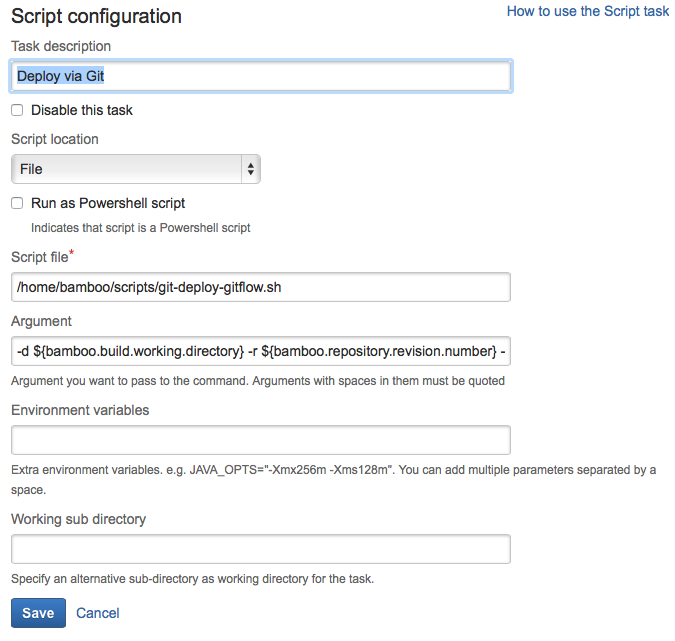 Script configuration
How to use the Script task
Task description
Deploy via Git
Disable this task
Script location
File
Run as Powershell script
Indicates that script is a Powershell script
Script file*
/home/bamboo/scripts/git-deploy-gitflow.sh
Argument
-d ${bamboo.build.working.directory} -r ${bamboo.repository.revision.number} -
Argument you want to pass to the command. Arguments with spaces in them must be quoted
Environment variables
Extra environment variables. e.g. JAVA_OPTS="-Xmx256m -Xms128m". You can add multiple parameters separated by a
space.
Working sub directory
Specify an alternative sub-directory as working directory for the task.
Save
Cancel